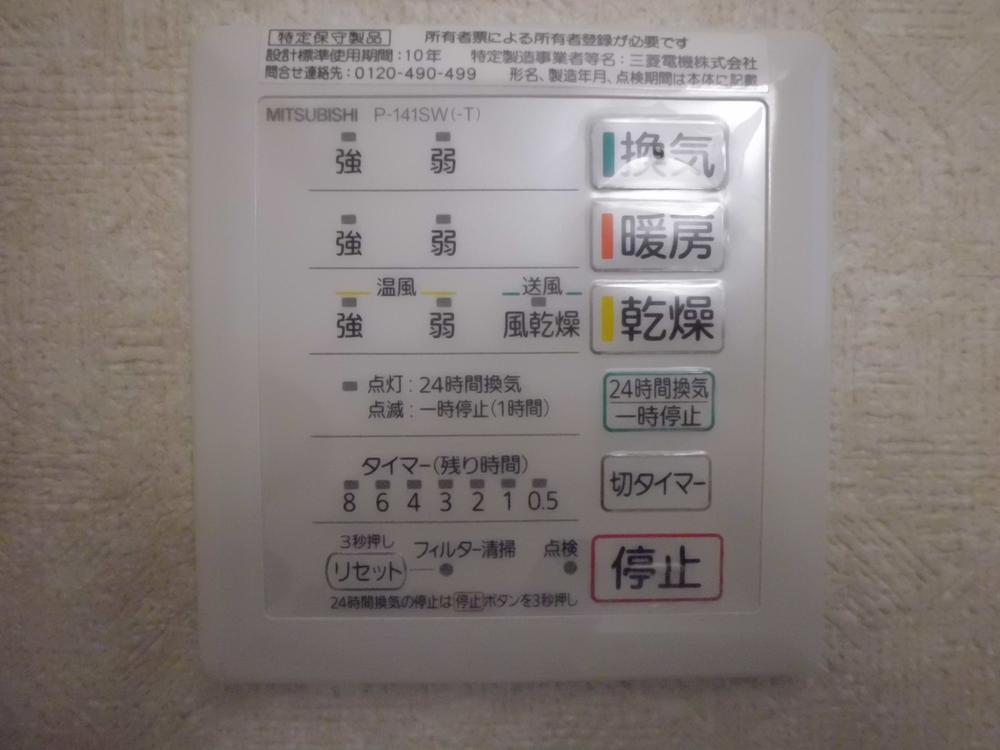 特定保守製品 所有者票による所有者登録が必要です
設計標準使用期間:10年 特定製造事業者等名:三菱電機株式会社
問合せ連絡先:0120-490-499 形名、製造年月、点検期間は本体に記載
MITSUBISHI P-141SW(-T)
強 弱 換気
強 弱 暖房
温風 送風
強 弱 風乾燥 乾燥
点灯:24時間換気
点滅:一時停止(1時間)
24時間換気
一時停止
タイマー(残り時間)
8 6 4 3 2 1 0.5
切タイマー
3秒押し
リセット フィルター清掃 点検
停止
24時間換気の停止は停止ボタンを3秒押し